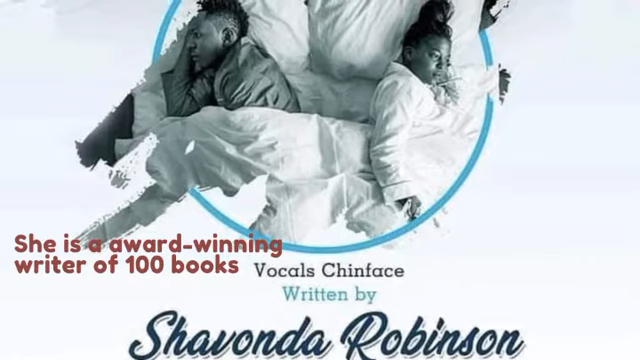 She is a award-winning
writer of 100 books
Vocals Chinface
Written by
Shavonda Robinson